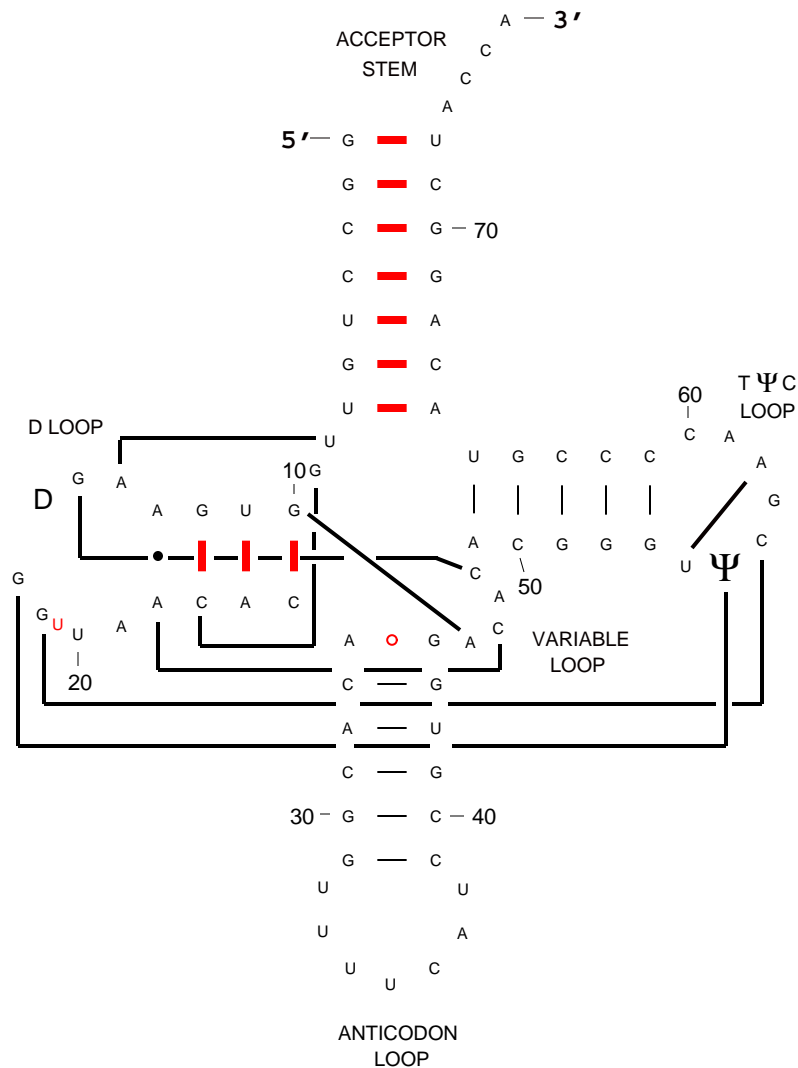 A 3′
ACCEPTOR C
STEM
C
A
5′ G U
G C
C G 70
C G
U A
G C
U A
60 T Ψ C
LOOP
D LOOP U C A
U G C C C
G A 10 G A
D A G U G G
A C G G G U Ψ C
G C 50
A C A C A
G U U A A G A C VARIABLE
LOOP
20 C G
A U
C G
30 G C 40
G C
U U
U A
U C
U
ANTICODON
LOOP